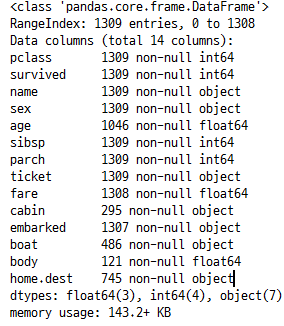 <class 'pandas.core.frame.DataFrame'>
RangeIndex: 1309 entries, 0 to 1308
Data columns (total 14 columns):
pclass       1309 non-null int64
survived     1309 non-null int64
name         1309 non-null object
sex          1309 non-null object
age          1046 non-null float64
sibsp        1309 non-null int64
parch        1309 non-null int64
ticket       1309 non-null object
fare         1308 non-null float64
cabin        295 non-null object
embarked     1307 non-null object
boat         486 non-null object
body         121 non-null float64
home.dest    745 non-null object
dtypes: float64(3), int64(4), object(7)
memory usage: 143.2+ KB